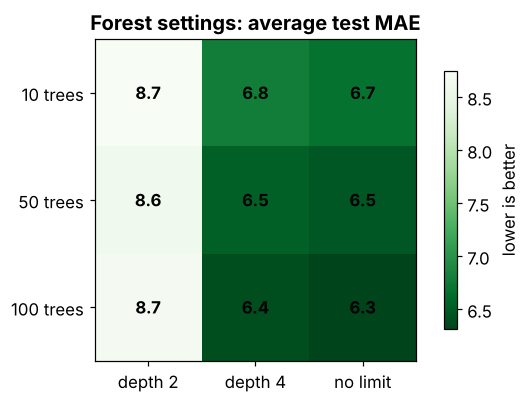 Forest settings: average test MAE
10 trees 8.7 6.8 6.7
50 trees 8.6 6.5 6.5
100 trees 8.7 6.4 6.3
depth 2 depth 4 no limit
8.5
8.0
7.5
7.0
6.5
lower is better